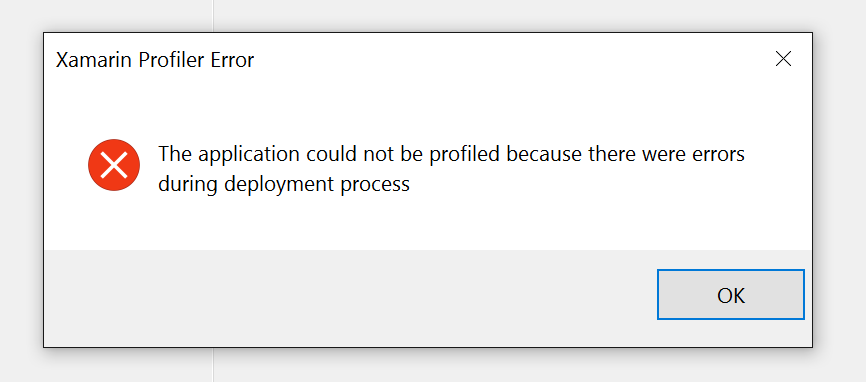 Xamarin Profiler Error
The application could not be profiled because there were errors
during deployment process
OK